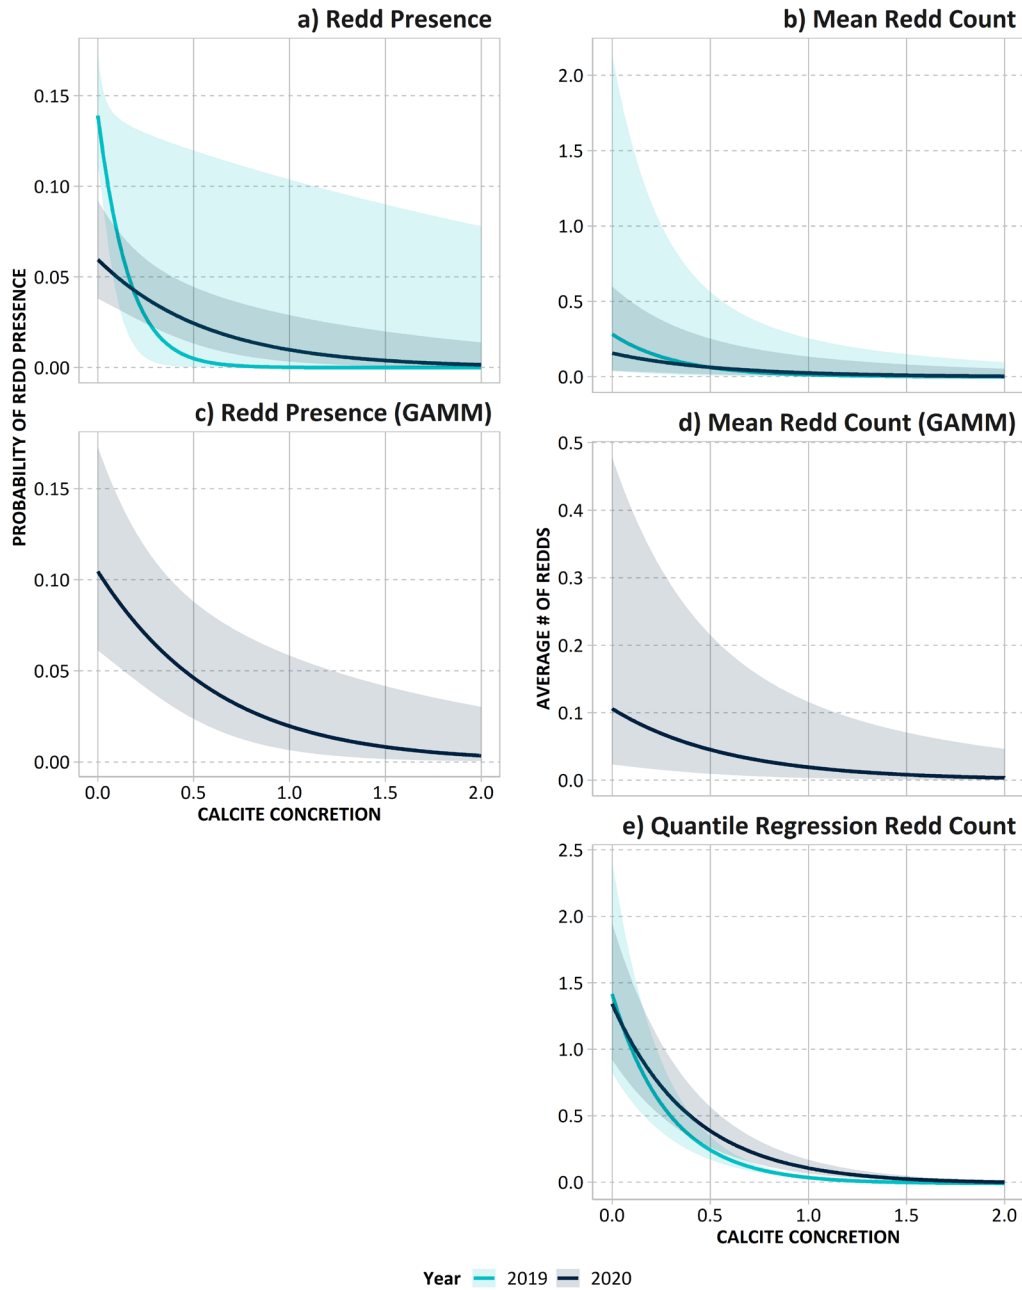 a) Redd Presence
0.15
0.10
0.05
0.00
b) Mean Redd Count
2.0
1.5
1.0
0.5
0.0
PROBABILITY OF REDD PRESENCE
c) Redd Presence (GAMM)
0.15
0.10
0.05
0.00
0.0 0.5 1.0 1.5 2.0
CALCITE CONCRETION
AVERAGE # OF REDDS
d) Mean Redd Count (GAMM)
0.5
0.4
0.3
0.2
0.1
0.0
e) Quantile Regression Redd Count
2.5
2.0
1.5
1.0
0.5
0.0
0.0 0.5 1.0 1.5 2.0
CALCITE CONCRETION
Year 2019 2020